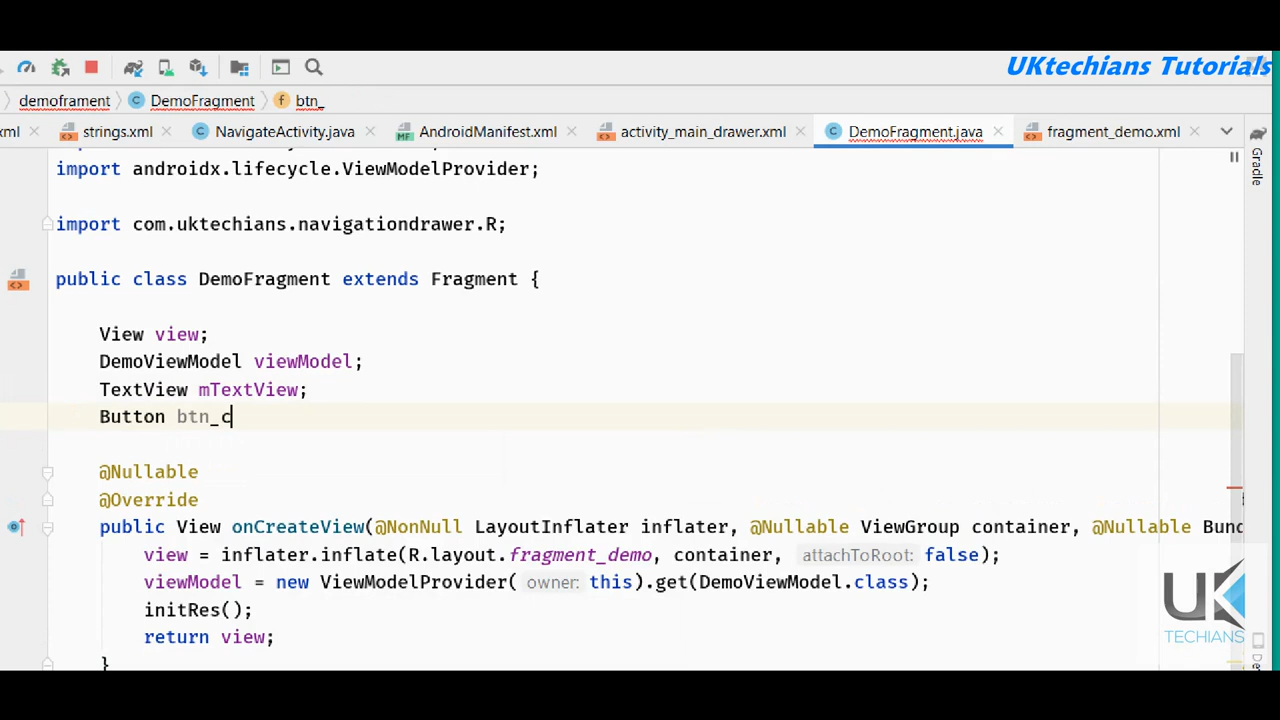 UKtechians Tutorials
demoframent DemoFragment btn_
xml strings.xml NavigateActivity.java AndroidManifest.xml activity_main_drawer.xml DemoFragment.java fragment_demo.xml
Gradle
import androidx.lifecycle.ViewModelProvider;
import com.uktechians.navigationdrawer.R;
public class DemoFragment extends Fragment {
View view;
DemoViewModel viewModel;
TextView mTextView;
Button btn_c
@Nullable
@Override
public View onCreateView(@NonNull LayoutInflater inflater, @Nullable ViewGroup container, @Nullable Bund
view = inflater.inflate(R.layout.fragment_demo, container, attachToRoot: false);
viewModel = new ViewModelProvider( owner: this).get(DemoViewModel.class);
initRes();
return view;
}
UK
TECHIANS